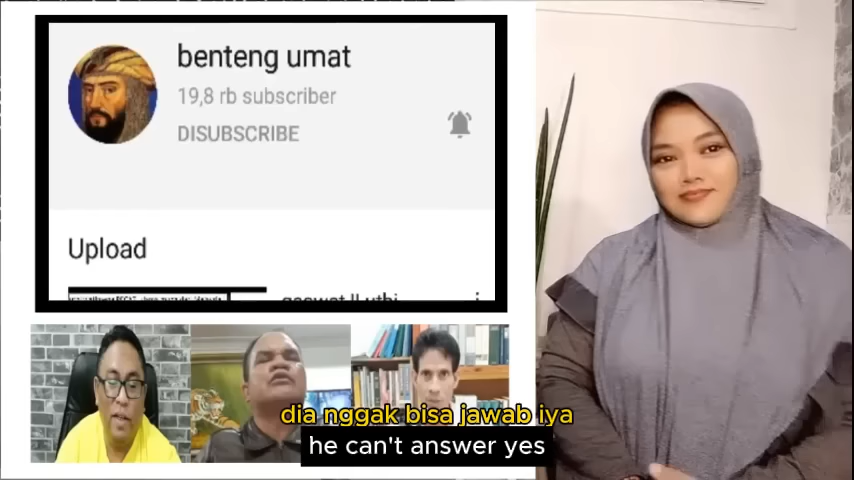 benteng umat
19,8 rb subscriber
DISUBSCRIBE
Upload
dia nggak bisa jawab iya
he can't answer yes